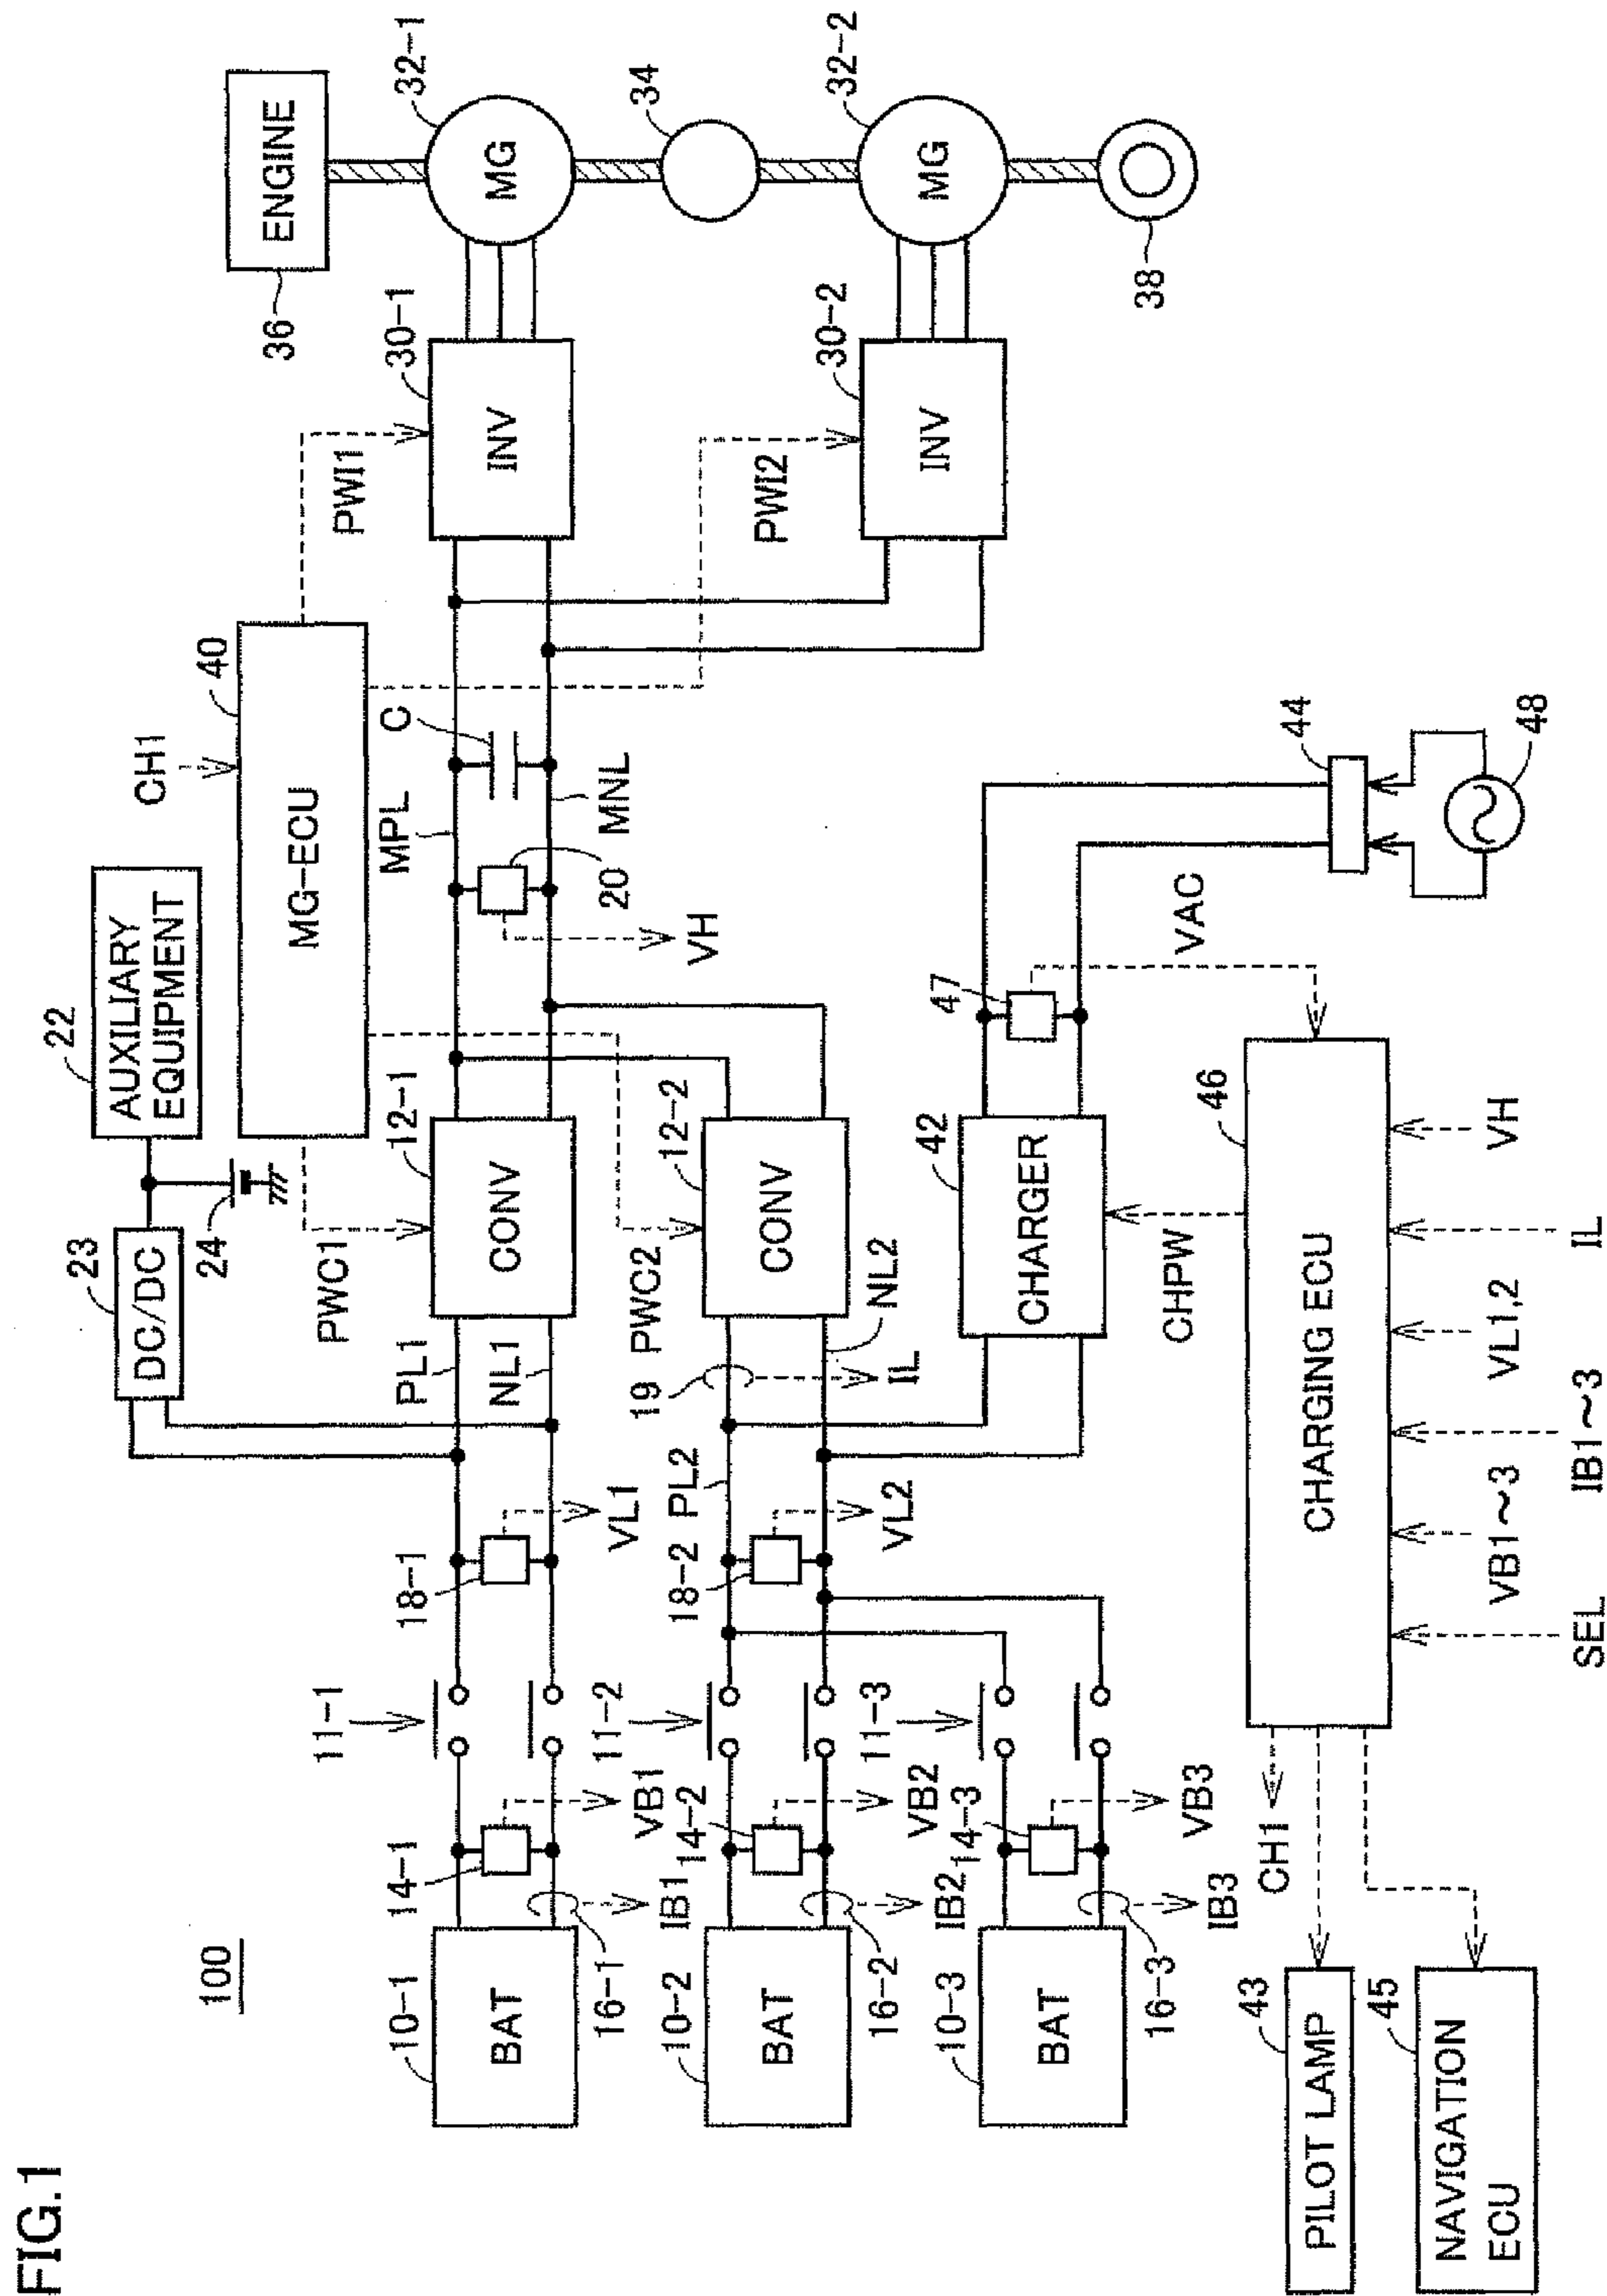 FIG.1
100
22
AUXILIARY
EQUIPMENT
23
DC/DC
24
CH1
40
MG-ECU
36
ENGINE
PWC1
PWI1
11-1
18-1
PL1
NL1
12-1
CONV
MPL
C
MNL
20
VH
30-1
INV
32-1
MG
10-1
BAT
14-1
16-1
IB1
VB1
VL1
34
11-2
18-2
PL2
19
PWC2
12-2
CONV
NL2
IL
PWI2
30-2
INV
32-2
MG
10-2
BAT
14-2
16-2
IB2
VB2
VL2
38
11-3
10-3
BAT
14-3
16-3
IB3
VB3
42
CHARGER
47
VAC
44
48
CHPW
46
CHARGING ECU
CH1
43
PILOT LAMP
45
NAVIGATION
ECU
SEL
VB1~3
IB1~3
VL1,2
IL
VH